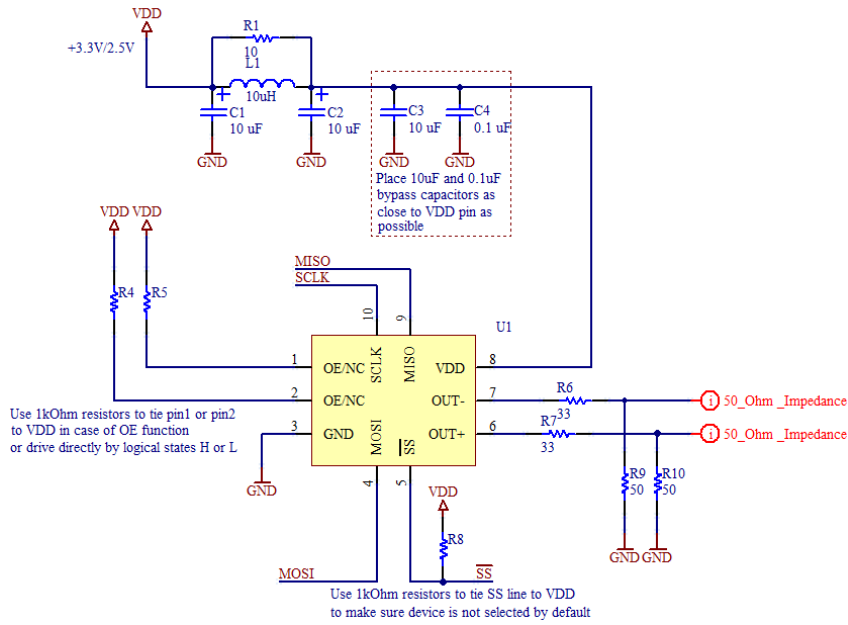 VDD
+3.3V/2.5V
R1
10
L1
10uH
C1
10 uF
C2
10 uF
C3
10 uF
C4
0.1 uF
GND
GND
GND
GND
Place 10uF and 0.1uF
bypass capacitors as
close to VDD pin as
possible
VDD
VDD
R4
R5
MISO
SCLK
10
9
U1
1
OE/NC
SCLK
MISO
VDD
8
2
OE/NC
OUT-
7
R6
33
50_Ohm _Impedance
3
GND
MOSI
SS
OUT+
6
R7
33
50_Ohm _Impedance
Use 1kOhm resistors to tie pin1 or pin2
to VDD in case of OE function
or drive directly by logical states H or L
GND
4
5
VDD
R9
50
R10
50
R8
GND
GND
MOSI
SS
Use 1kOhm resistors to tie SS line to VDD
to make sure device is not selected by default